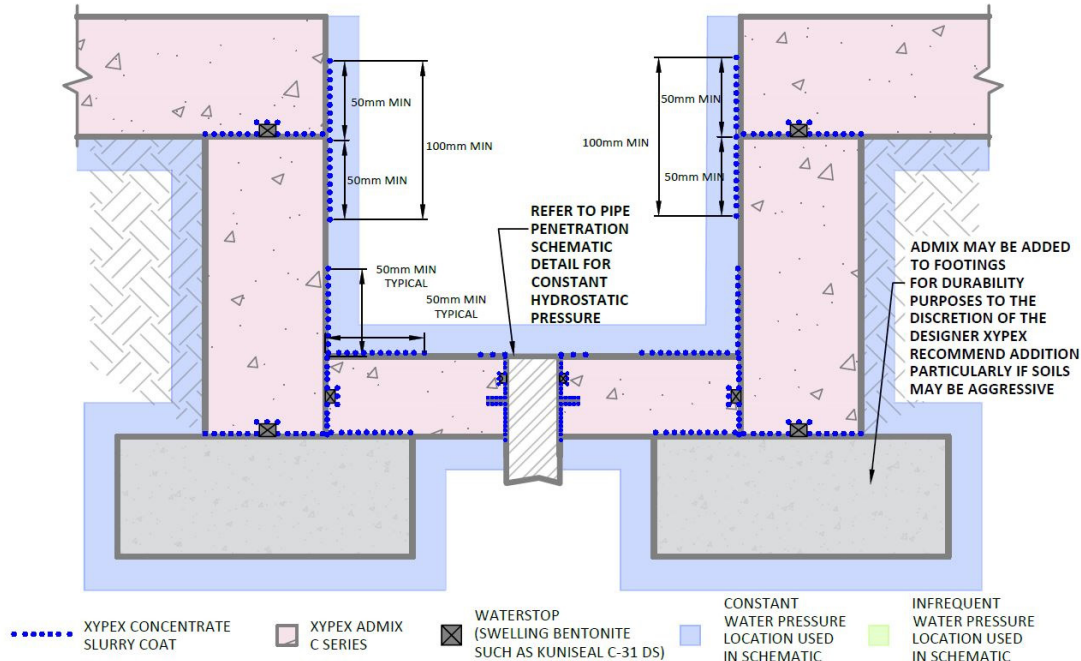 50mm MIN
100mm MIN
50mm MIN
50mm MIN
100mm MIN
50mm MIN
50mm MIN
TYPICAL
50mm MIN
TYPICAL
REFER TO PIPE
PENETRATION
SCHEMATIC
DETAIL FOR
CONSTANT
HYDROSTATIC
PRESSURE
ADMIX MAY BE ADDED
TO FOOTINGS
FOR DURABILITY
PURPOSES TO THE
DISCRETION OF THE
DESIGNER XYPEX
RECOMMEND ADDITION
PARTICULARLY IF SOILS
MAY BE AGGRESSIVE
XYPEX CONCENTRATE
SLURRY COAT
XYPEX ADMIX
C SERIES
WATERSTOP
(SWELLING BENTONITE
SUCH AS KUNISEAL C-31 DS)
CONSTANT
WATER PRESSURE
LOCATION USED
IN SCHEMATIC
INFREQUENT
WATER PRESSURE
LOCATION USED
IN SCHEMATIC